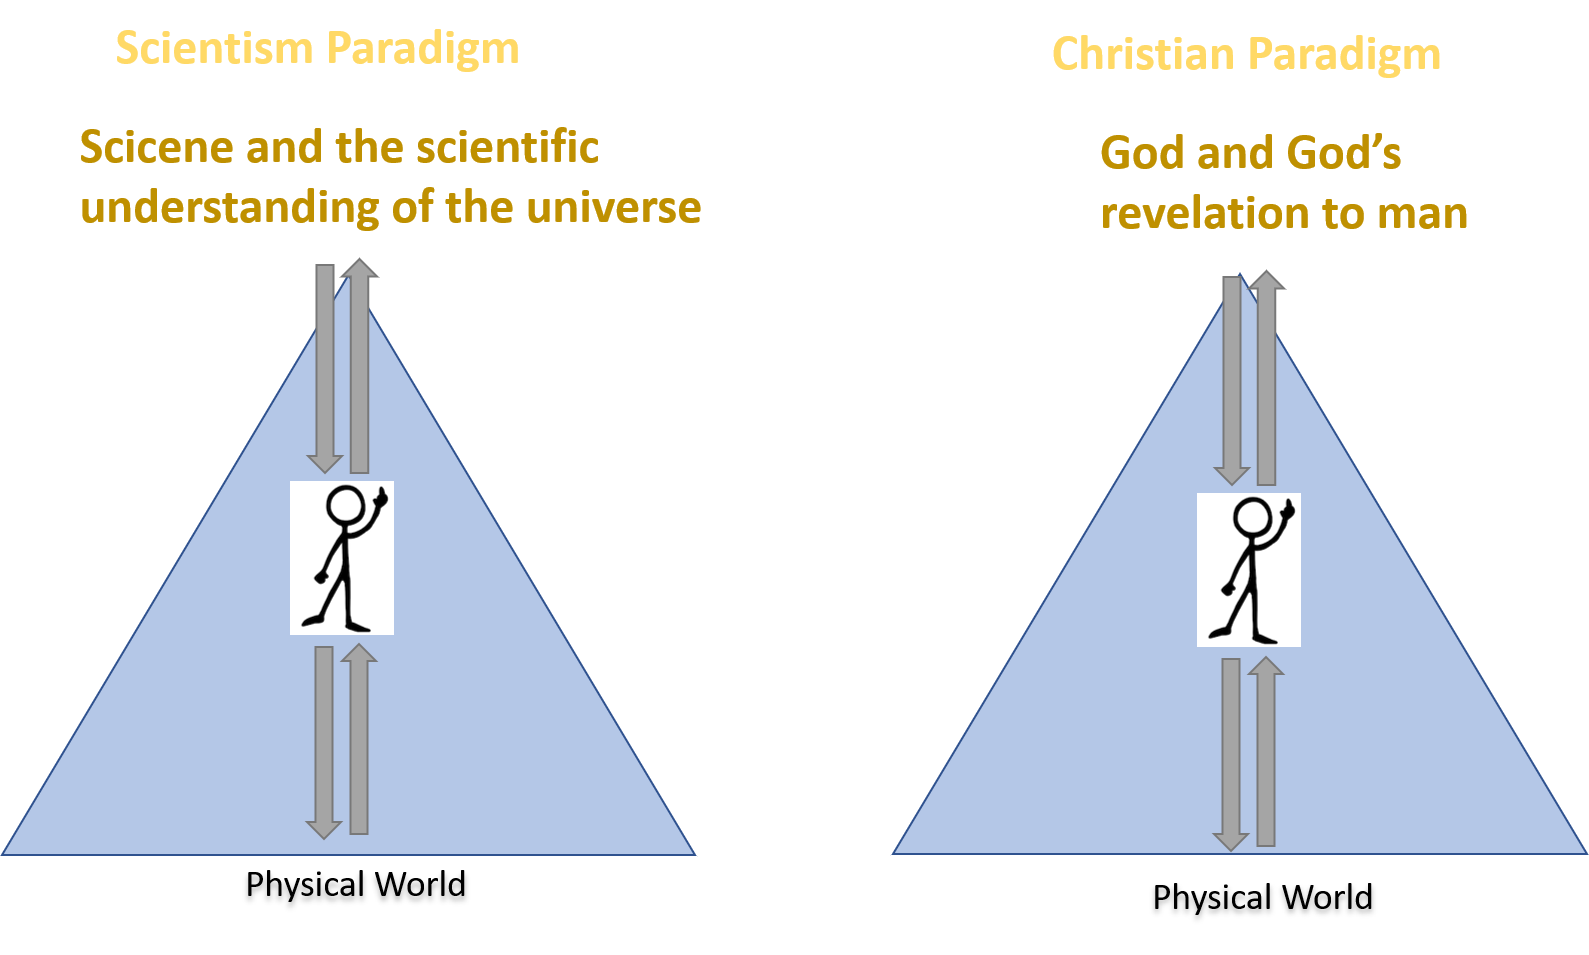 Scientism Paradigm
Scicene and the scientific
understanding of the universe
Physical World
Christian Paradigm
God and God’s
revelation to man
Physical World